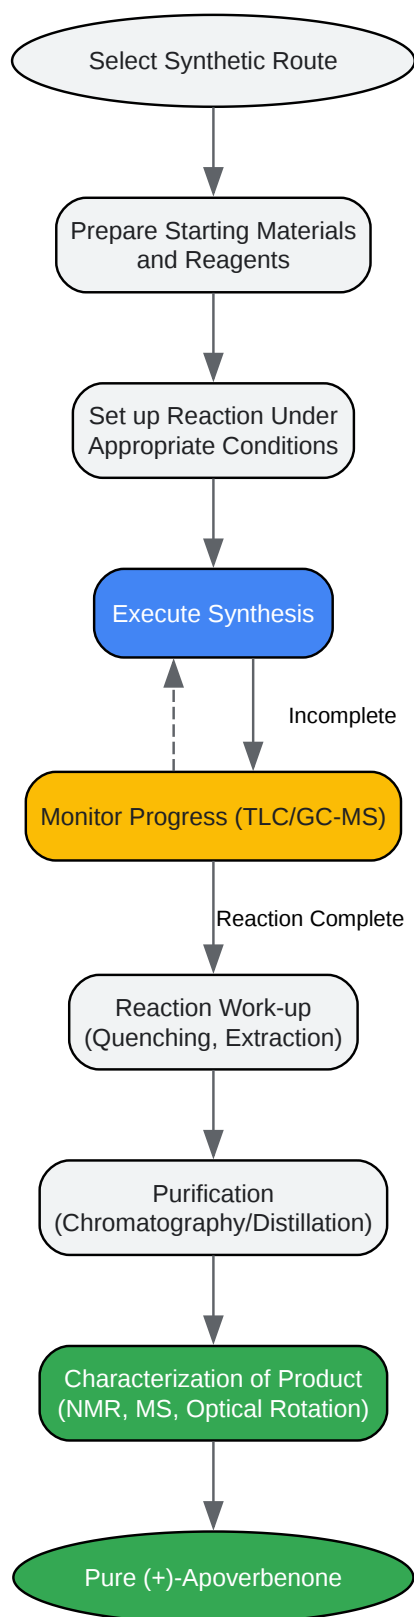 Select Synthetic Route
Prepare Starting Materials
and Reagents
Set up Reaction Under
Appropriate Conditions
Execute Synthesis
Incomplete
Monitor Progress (TLC/GC-MS)
Reaction Complete
Reaction Work-up
(Quenching, Extraction)
Purification
(Chromatography/Distillation)
Characterization of Product
(NMR, MS, Optical Rotation)
Pure (+)-Apoverbenone